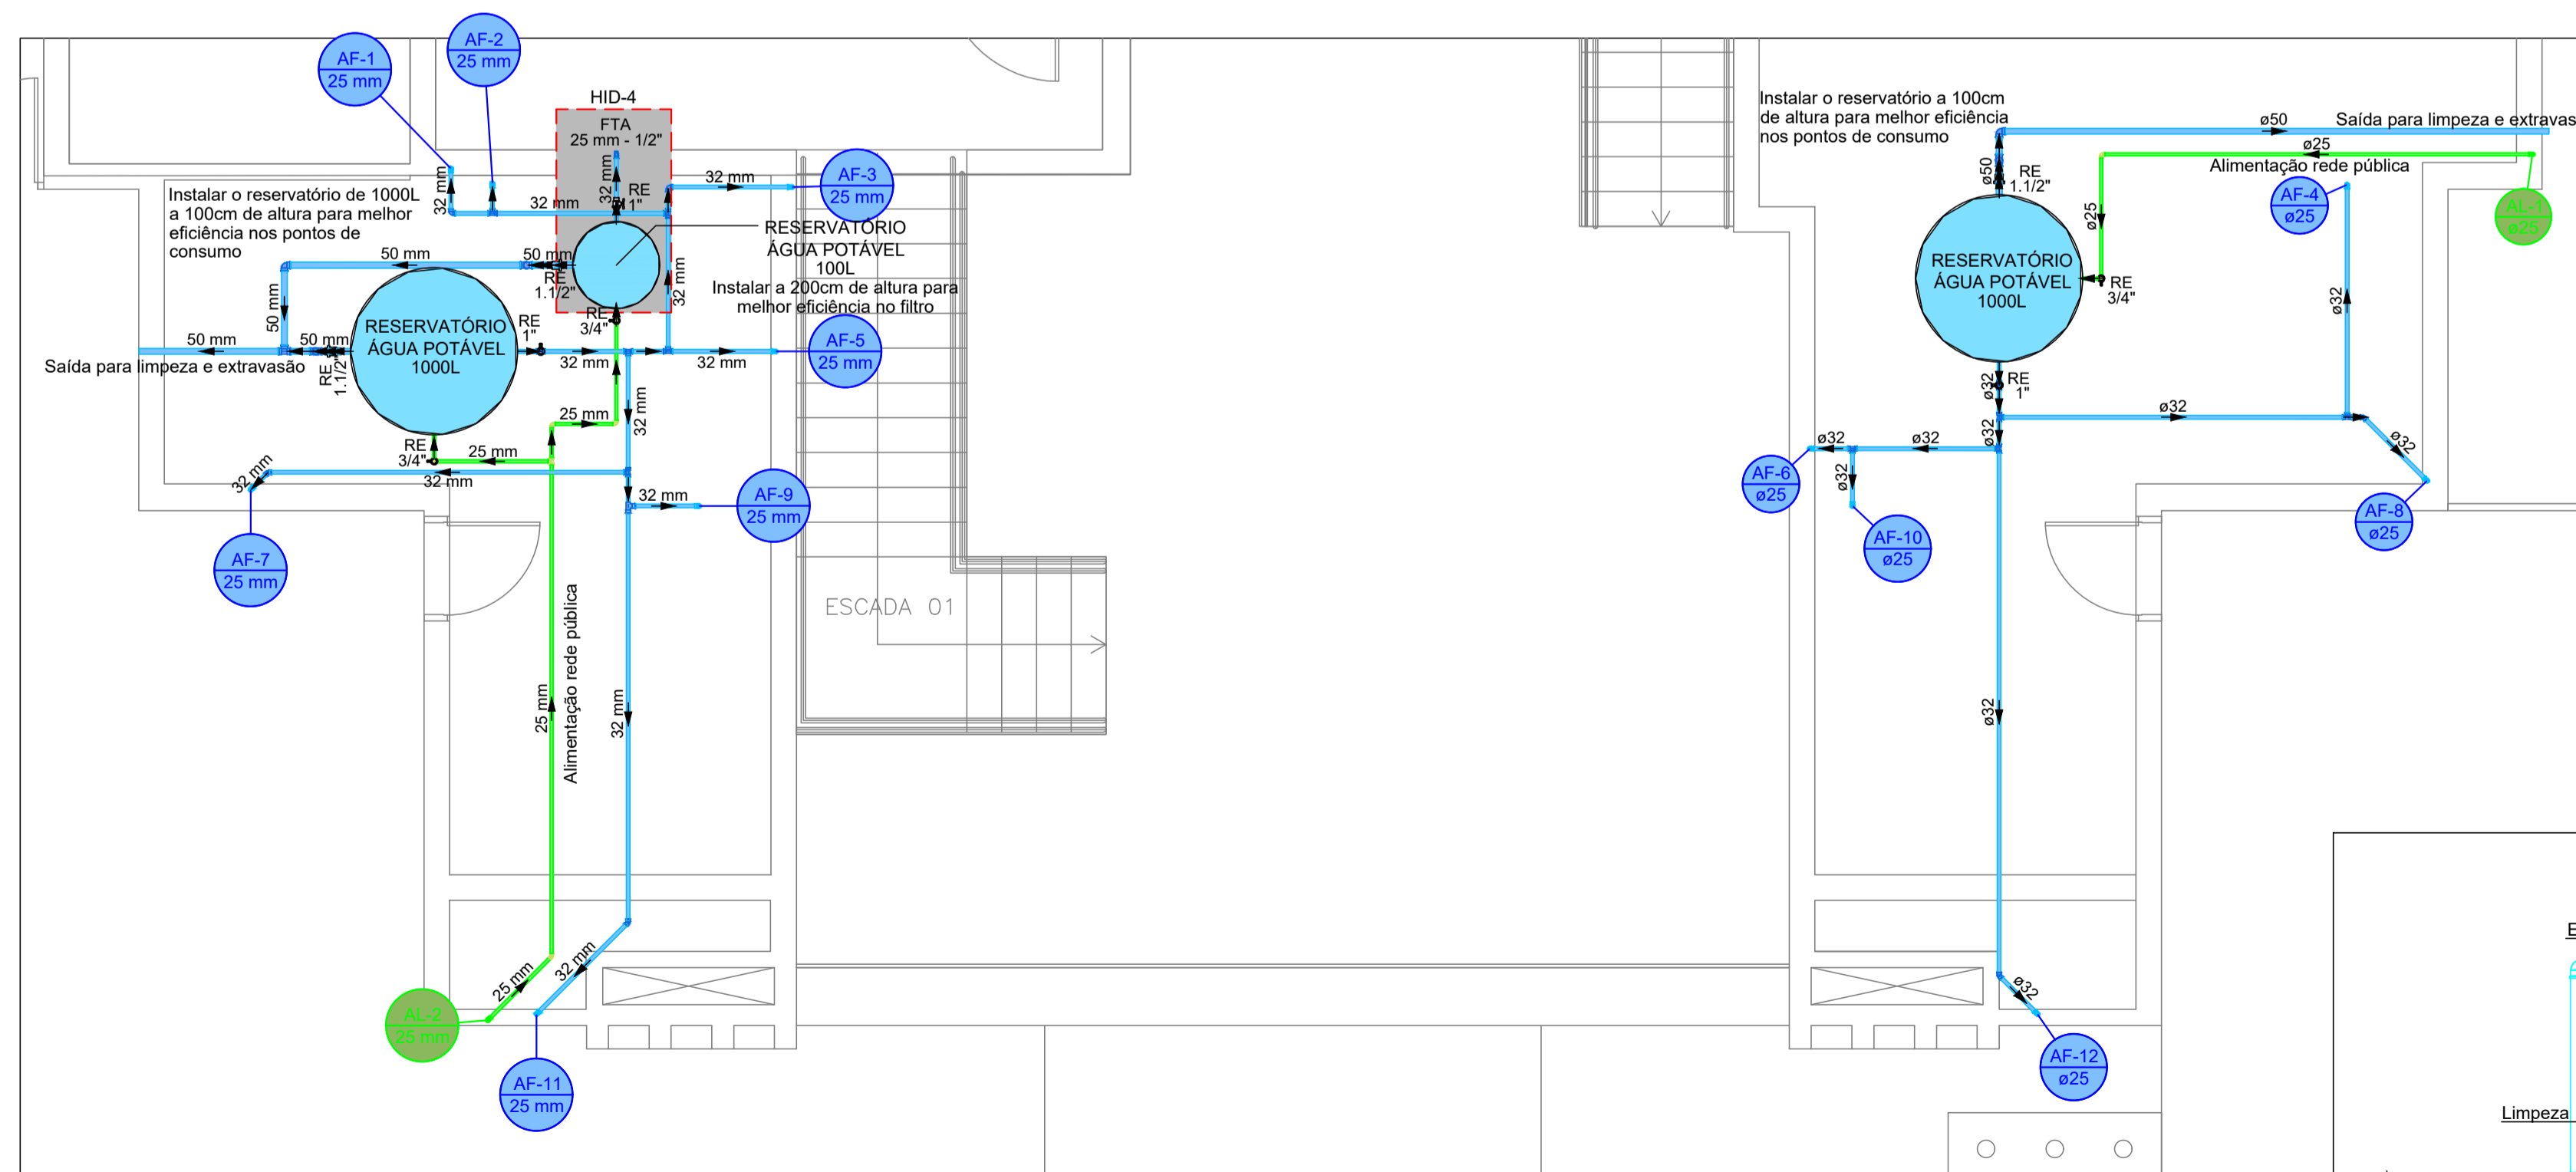 AF-1
25 mm
AF-2
25 mm
HID-4
FTA
25 mm - 1/2"
32 mm
RE
1"
32 mm
32 mm
32 mm
AF-3
25 mm
Instalar o reservatório de 1000L
a 100cm de altura para melhor
eficiência nos pontos de
consumo
RESERVATÓRIO
ÁGUA POTÁVEL
100L
Instalar a 200cm de altura para
melhor eficiência no filtro
50 mm
50 mm
RE
1.1/2"
32 mm
50 mm
RE
3/4"
RESERVATÓRIO
ÁGUA POTÁVEL
1000L
RE
1"
50 mm
50 mm
Saída para limpeza e extravasão
RE
1.1/2"
32 mm
32 mm
AF-5
25 mm
25 mm
32 mm
RE
3/4"
25 mm
32 mm
32 mm
AF-7
25 mm
32 mm
AF-9
25 mm
ESCADA 01
25 mm
Alimentação rede pública
32 mm
25 mm
32 mm
AL-2
25 mm
AF-11
25 mm
Instalar o reservatório a 100cm
de altura para melhor eficiência
nos pontos de consumo
ø50
Saída para limpeza e extravas
ø25
Alimentação rede pública
ø50
RE
1.1/2"
AF-4
ø25
AL-1
ø25
ø25
RESERVATÓRIO
ÁGUA POTÁVEL
1000L
RE
3/4"
ø32
ø32
RE
1"
ø32
ø32
ø32
ø32
ø32
ø32
AF-6
ø25
AF-10
ø25
AF-8
ø25
ø32
ø32
AF-12
ø25
E
Limpeza